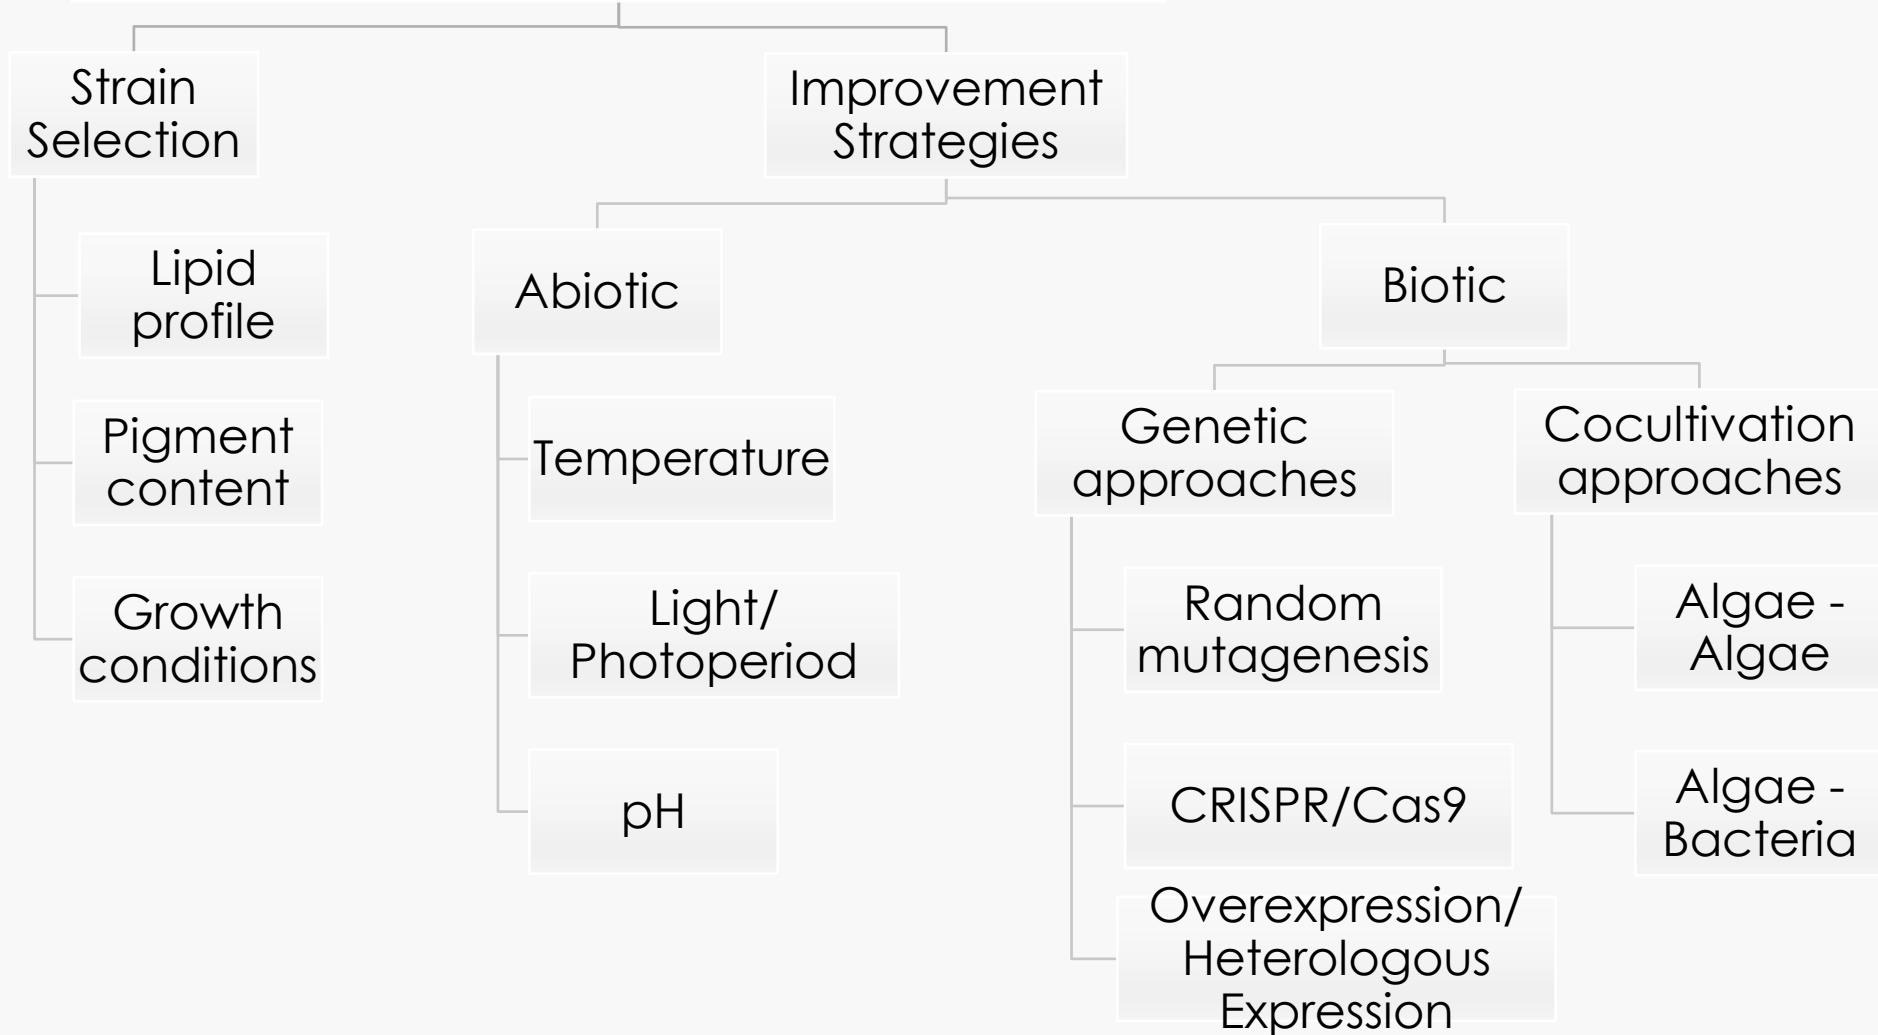 Strain
Selection
Improvement
Strategies
Lipid
profile
Pigment
content
Growth
conditions
Abiotic
Temperature
Light/
Photoperiod
pH
Biotic
Genetic
approaches
Random
mutagenesis
CRISPR/Cas9
Overexpression/
Heterologous
Expression
Cocultivation
approaches
Algae -
Algae
Algae -
Bacteria